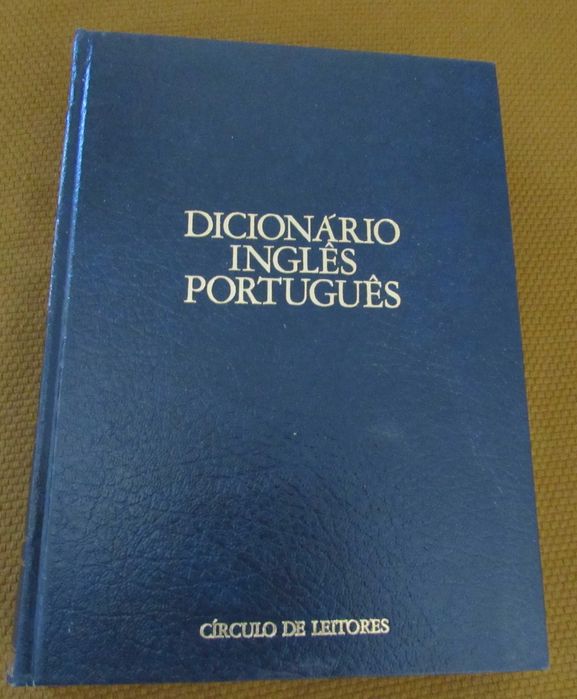 DICIONÁRIO
INGLÊS
PORTUGUÊS
CÍRCULO DE LEITORES